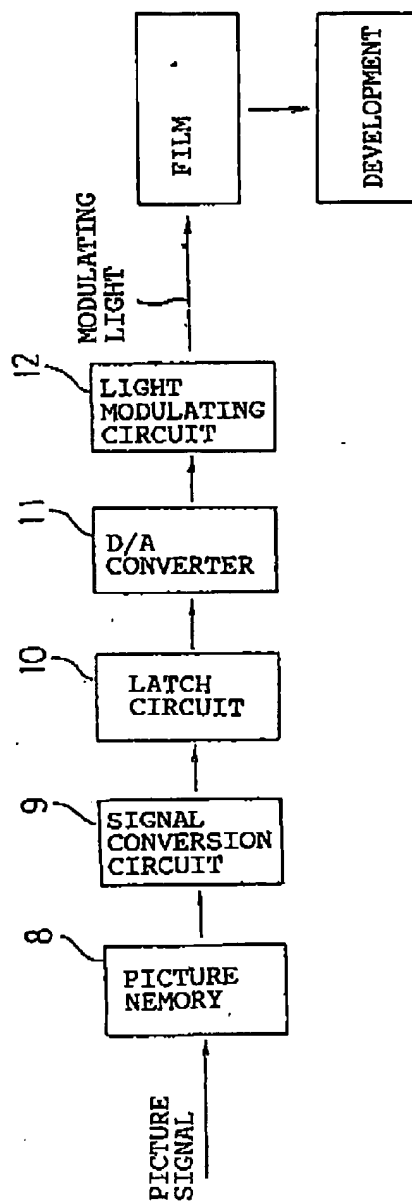 PICTURE
SIGNAL
8
PICTURE
NEMORY
9
SIGNAL
CONVERSION
CIRCUIT
10
LATCH
CIRCUIT
11
D/A
CONVERTER
12
LIGHT
MODULATING
CIRCUIT
MODULATING
LIGHT
FILM
DEVELOPMENT